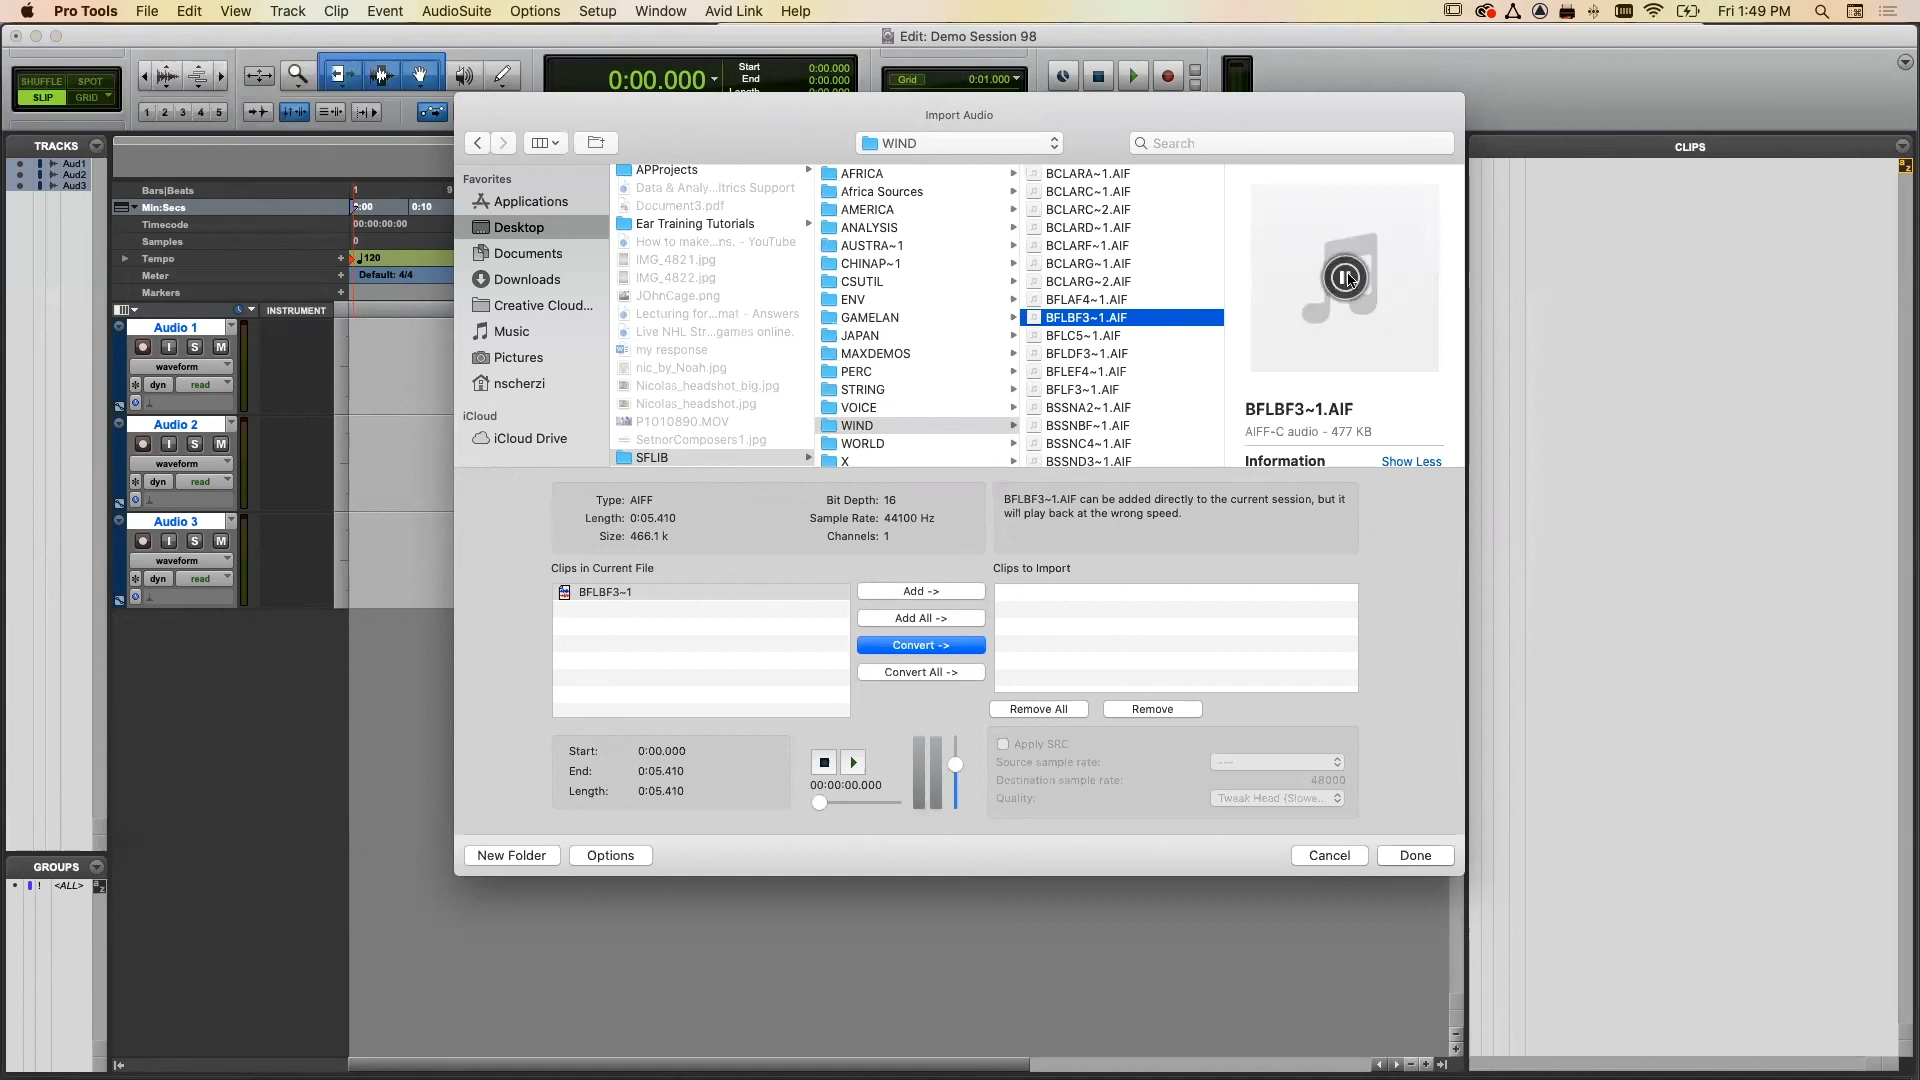 Pro Tools File Edit View Track Clip Event AudioSuite Options Setup Window Avid Link Help Fri 1:49 PM
Edit: Demo Session 98
SHUFFLE SPOT
SLIP GRID
1 2 3 4 5
0:00.000
Start 0:00.000
End 0:00.000
Length
Grid 0:01.000
Import Audio
WIND
Search
TRACKS
Aud1
Aud2
Aud3
GROUPS
! <ALL>
CLIPS
Bars|Beats 1 9
Min:Secs 0:10
Timecode 00:00:00:00
Samples 0
Tempo 120
Meter Default: 4/4
Markers
INSTRUMENT
Audio 1
I S M
waveform
dyn read
Audio 2
I S M
waveform
dyn read
Audio 3
I S M
waveform
dyn read
Favorites
Applications
Desktop
Documents
Downloads
Creative Cloud...
Music
Pictures
nscherzi
iCloud
iCloud Drive
APProjects
Data & Analy...ltrics Support
Document3.pdf
Ear Training Tutorials
How to make...ns. - YouTube
IMG_4821.jpg
IMG_4822.jpg
JOhnCage.png
Lecturing for...mat - Answers
Live NHL Str...games online.
my response
nic_by_Noah.jpg
Nicolas_headshot_big.jpg
Nicolas_headshot.jpg
P1010890.MOV
SetnorComposers1.jpg
SFLIB
AFRICA
Africa Sources
AMERICA
ANALYSIS
AUSTRA~1
CHINAP~1
CSUTIL
ENV
GAMELAN
JAPAN
MAXDEMOS
PERC
STRING
VOICE
WIND
WORLD
X
BCLARA~1.AIF
BCLARC~1.AIF
BCLARC~2.AIF
BCLARD~1.AIF
BCLARF~1.AIF
BCLARG~1.AIF
BCLARG~2.AIF
BFLAF4~1.AIF
BFLBF3~1.AIF
BFLC5~1.AIF
BFLDF3~1.AIF
BFLEF4~1.AIF
BFLF3~1.AIF
BSSNA2~1.AIF
BSSNBF~1.AIF
BSSNC4~1.AIF
BSSND3~1.AIF
BFLBF3~1.AIF
AIFF-C audio - 477 KB
Information Show Less
Type: AIFF
Length: 0:05.410
Size: 466.1 k
Bit Depth: 16
Sample Rate: 44100 Hz
Channels: 1
BFLBF3~1.AIF can be added directly to the current session, but it
will play back at the wrong speed.
Clips in Current File
BFLBF3~1
Add ->
Add All ->
Convert ->
Convert All ->
Clips to Import
Remove All Remove
Start: 0:00.000
End: 0:05.410
Length: 0:05.410
00:00:00.000
Apply SRC
Source sample rate: ---
Destination sample rate: 48000
Quality: Tweak Head (Slowe...
New Folder Options Cancel Done